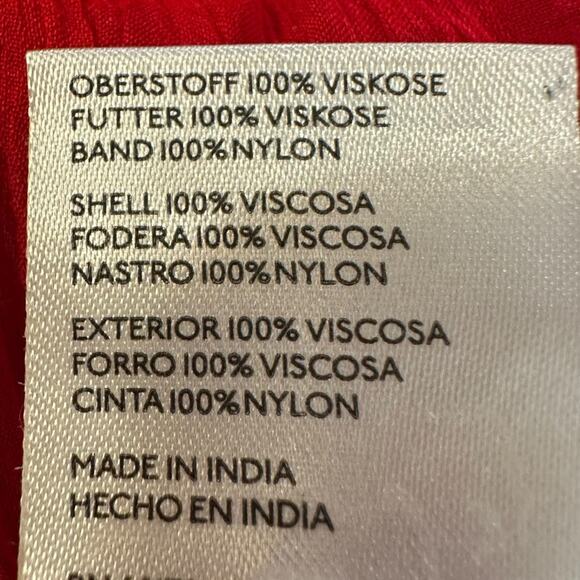 OBERSTOFF 100% VISKOSE
FUTTER 100% VISKOSE
BAND 100% NYLON
SHELL 100% VISCOSA
FODERA 100% VISCOSA
NASTRO 100% NYLON
EXTERIOR 100% VISCOSA
FORRO 100% VISCOSA
CINTA 100% NYLON
MADE IN INDIA
HECHO EN INDIA